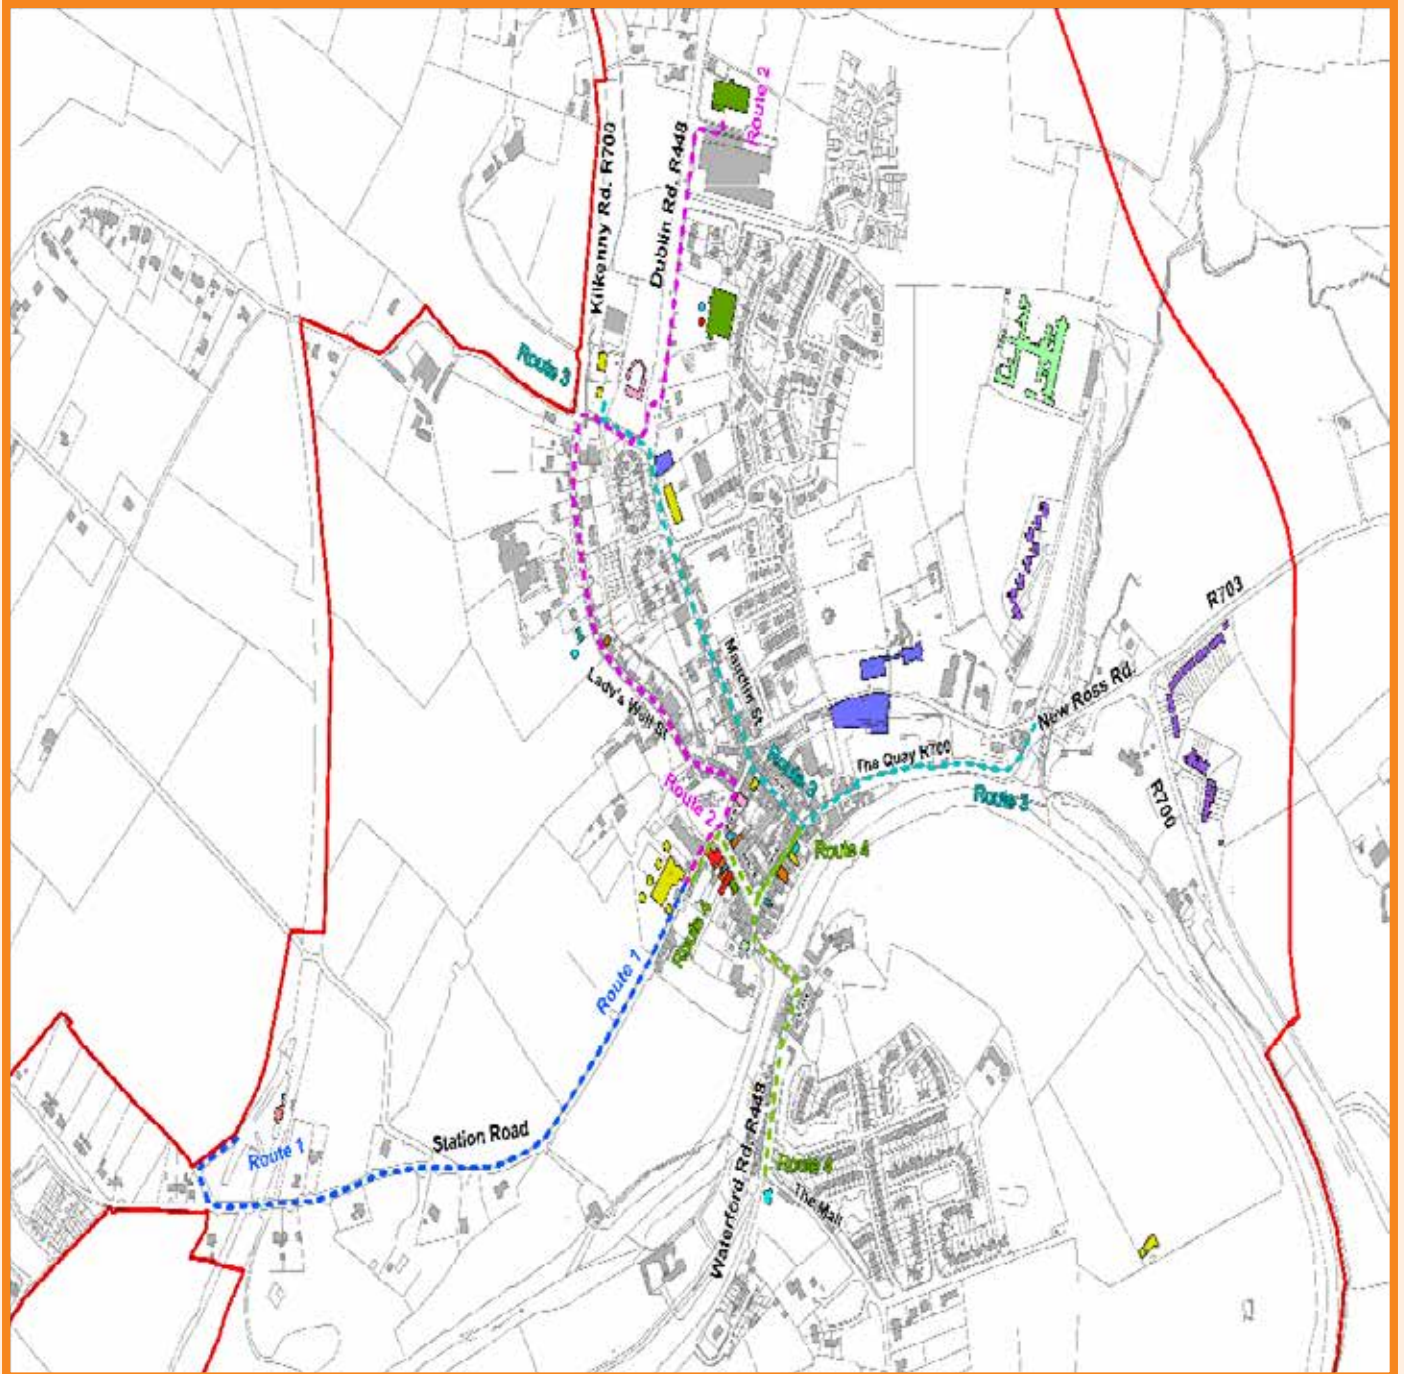 Route 2
Kilkenny Rd. R700
Dublin Rd. R448
Route 3
R703
Maudlin St.
Lady's Well St
New Ross Rd.
The Quay R700
Route 3
Route 2
Route 3
R700
Route 4
Route 4
Route 1
Station Road
Route 1
Waterford Rd. R448
Route 4
The Mall